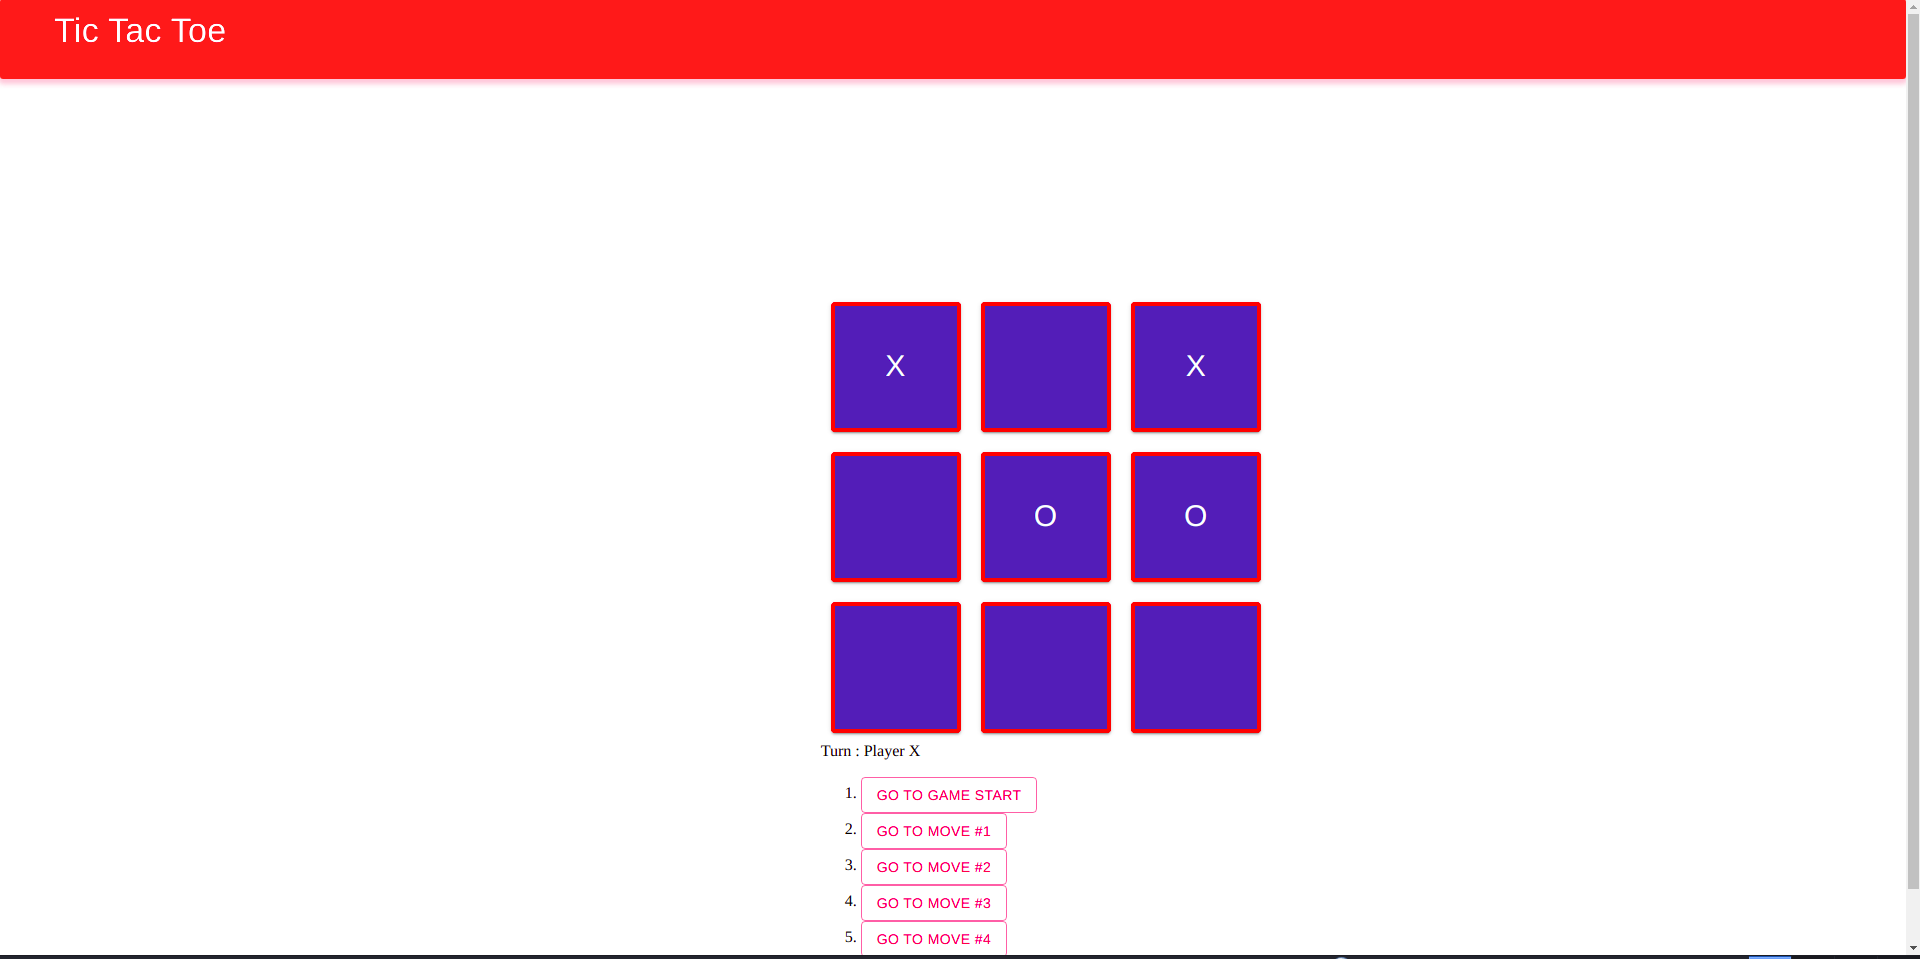 Tic Tac Toe
X X
O O
Turn : Player X
1. GO TO GAME START
2. GO TO MOVE #1
3. GO TO MOVE #2
4. GO TO MOVE #3
5. GO TO MOVE #4